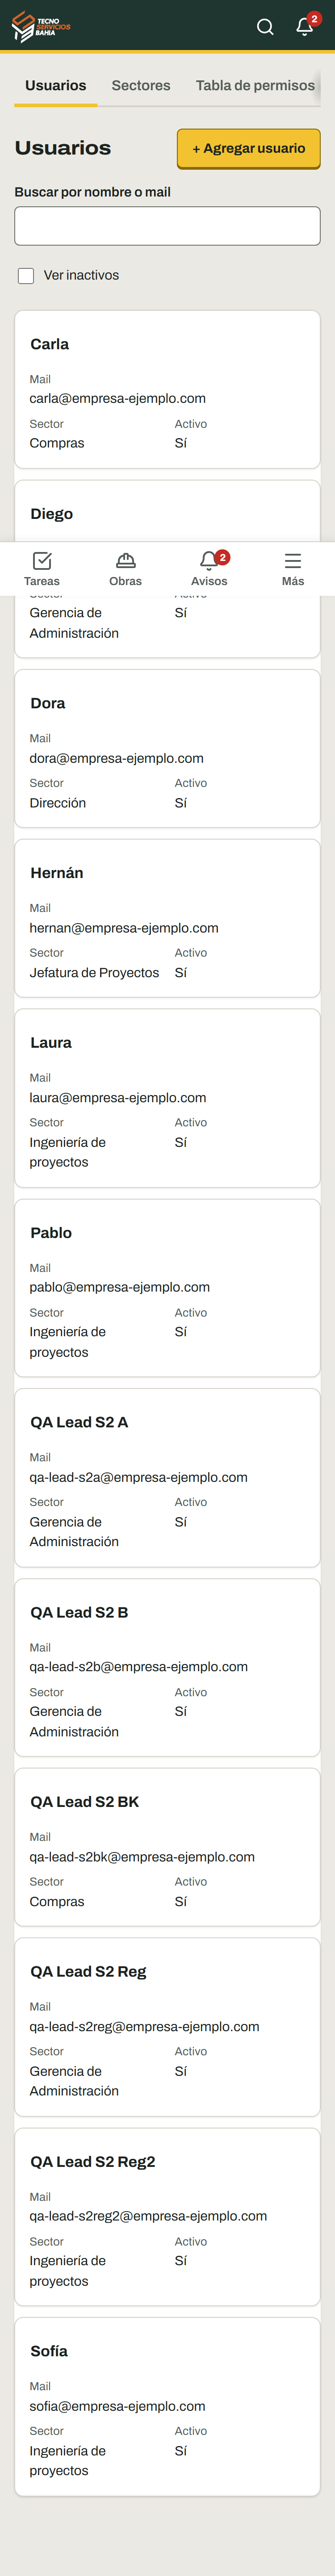 TECNO
SERVICIOS
BAHIA
2
Usuarios
Sectores
Tabla de permisos
Usuarios
+ Agregar usuario
Buscar por nombre o mail
Ver inactivos
Carla
Mail
carla@empresa-ejemplo.com
Sector
Activo
Compras
Sí
Diego
Tareas
Obras
2
Avisos
Más
Gerencia de
Administración
Sí
Dora
Mail
dora@empresa-ejemplo.com
Sector
Activo
Dirección
Sí
Hernán
Mail
hernan@empresa-ejemplo.com
Sector
Activo
Jefatura de Proyectos
Sí
Laura
Mail
laura@empresa-ejemplo.com
Sector
Activo
Ingeniería de
proyectos
Sí
Pablo
Mail
pablo@empresa-ejemplo.com
Sector
Activo
Ingeniería de
proyectos
Sí
QA Lead S2 A
Mail
qa-lead-s2a@empresa-ejemplo.com
Sector
Activo
Gerencia de
Administración
Sí
QA Lead S2 B
Mail
qa-lead-s2b@empresa-ejemplo.com
Sector
Activo
Gerencia de
Administración
Sí
QA Lead S2 BK
Mail
qa-lead-s2bk@empresa-ejemplo.com
Sector
Activo
Compras
Sí
QA Lead S2 Reg
Mail
qa-lead-s2reg@empresa-ejemplo.com
Sector
Activo
Gerencia de
Administración
Sí
QA Lead S2 Reg2
Mail
qa-lead-s2reg2@empresa-ejemplo.com
Sector
Activo
Ingeniería de
proyectos
Sí
Sofía
Mail
sofia@empresa-ejemplo.com
Sector
Activo
Ingeniería de
proyectos
Sí